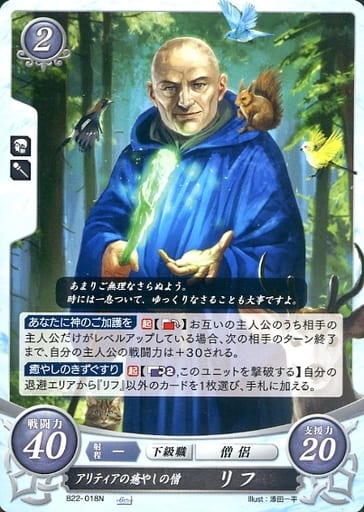 2
あまりご無理なさらぬよう。
時には一息ついて、ゆっくりなさることも大事ですよ。
あなたに神のご加護を 起【】お互いの主人公のうち相手の
主人公だけがレベルアップしている場合、次の相手のターン終了
まで、自分の主人公の戦闘力は+30される。
癒やしのきずぐすり 起【2,このユニットを撃破する】自分の
退避エリアから『リフ』以外のカードを1枚選び、手札に加える。
戦闘力
40
射程 － 下級職 僧侶
支援力
20
アリティアの癒やしの僧 リフ
B22-018N
Illust:添田一平